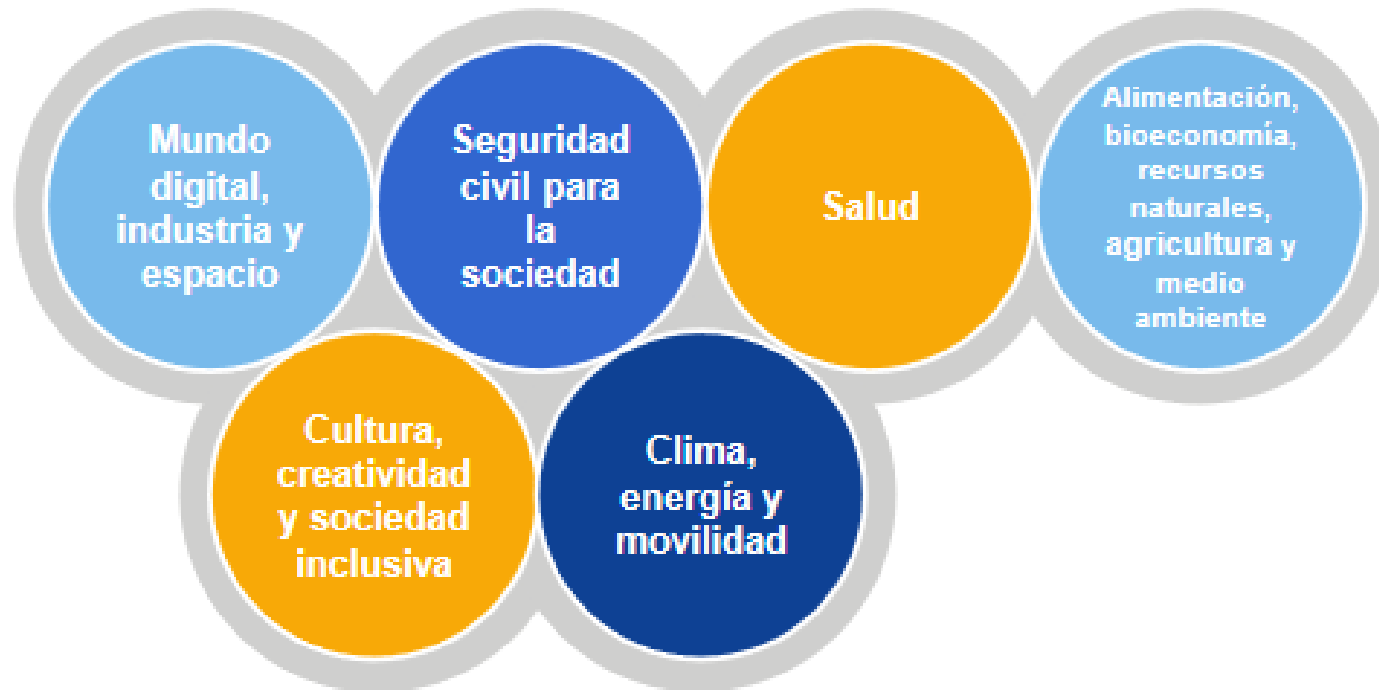 Mundo
digital,
industria y
espacio
Seguridad
civil para
la
sociedad
Salud
Alimentación,
bioeconomía,
recursos
naturales,
agricultura y
medio
ambiente
Cultura,
creatividad
y sociedad
inclusiva
Clima,
energía y
movilidad